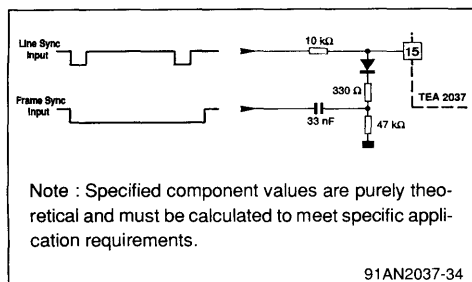 Line Sync
Input
10 kΩ
15
TEA 2037
330 Ω
Frame Sync
Input
33 nF
47 kΩ
Note : Specified component values are purely theo-
retical and must be calculated to meet specific appli-
cation requirements.
91AN2037-34